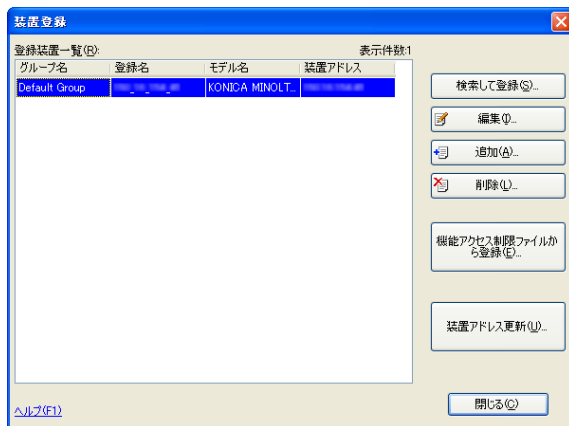 装置登録
登録装置一覧(R):
表示件数:1
グループ名 登録名 モデル名 装置アドレス
Default Group KONICA MINOLT...
検索して登録(S)...
編集(I)...
追加(A)...
削除(L)...
機能アクセス制限ファイルか
ら登録(E)...
装置アドレス更新(U)...
ヘルプ(F1)
閉じる(C)